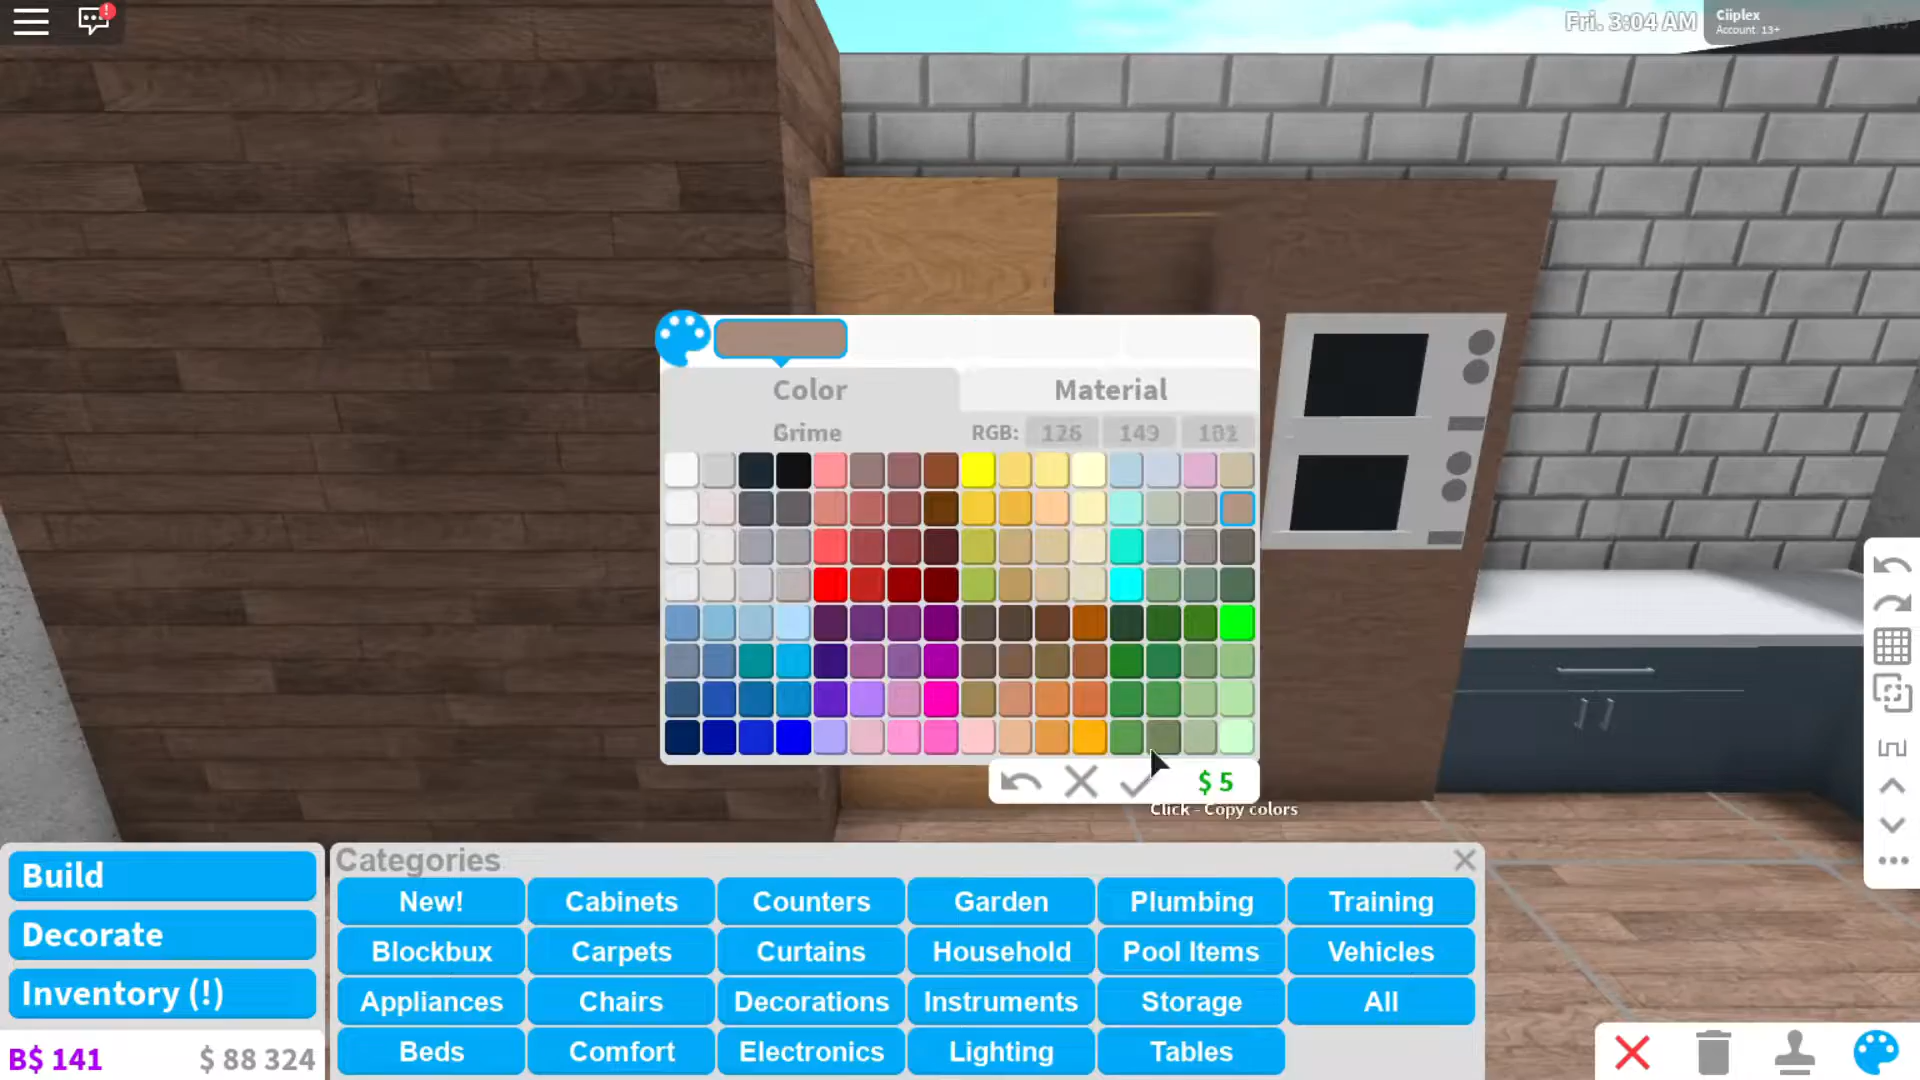 Fri. 3:04 AM
Ciiplex
Account: 13+
Color
Material
Grime
RGB:
126
149
Click - Copy colors
$ 5
Build
Decorate
Inventory (!)
B$ 141
$ 88 324
Categories
New!
Cabinets
Counters
Garden
Plumbing
Training
Blockbux
Carpets
Curtains
Household
Pool Items
Vehicles
Appliances
Chairs
Decorations
Instruments
Storage
All
Beds
Comfort
Electronics
Lighting
Tables